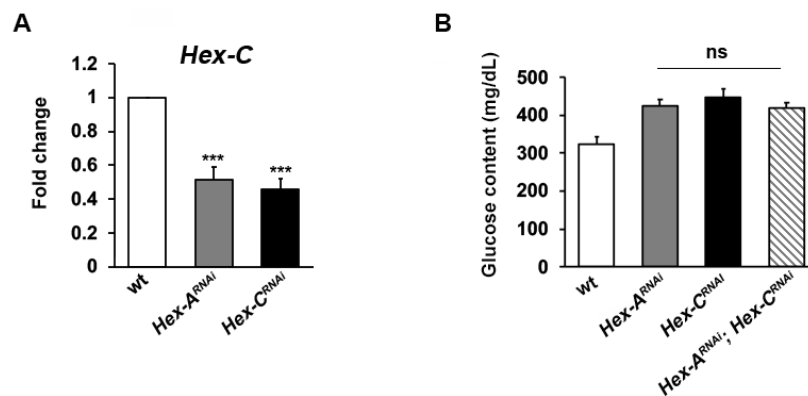 A
Hex-C
Fold change
1.2
1
0.8
0.6
0.4
0.2
0
***
***
wt
Hex-A^RNAi
Hex-C^RNAi
B
ns
Glucose content (mg/dL)
500
400
300
200
100
0
wt
Hex-A^RNAi
Hex-C^RNAi
Hex-A^RNAi; Hex-C^RNAi